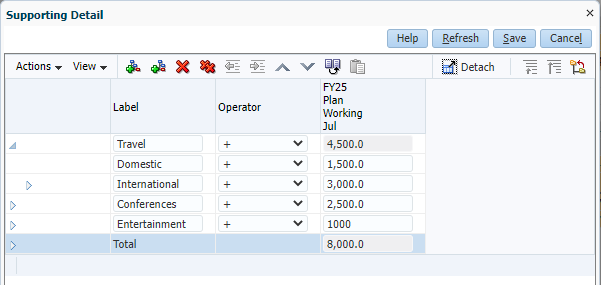 Supporting Detail
Help Refresh Save Cancel
Actions View Detach
Label Operator FY25
Plan
Working
Jul
Travel + 4,500.0
Domestic + 1,500.0
International + 3,000.0
Conferences + 2,500.0
Entertainment + 1000
Total 8,000.0